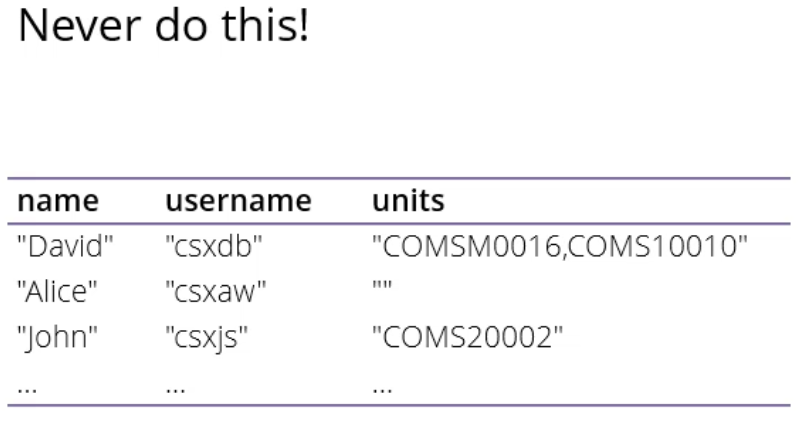 Never do this!
name username units
"David" "csxdb" "COMSM0016,COMS10010"
"Alice" "csxaw" ""
"John" "csxjs" "COMS20002"
... ... ...